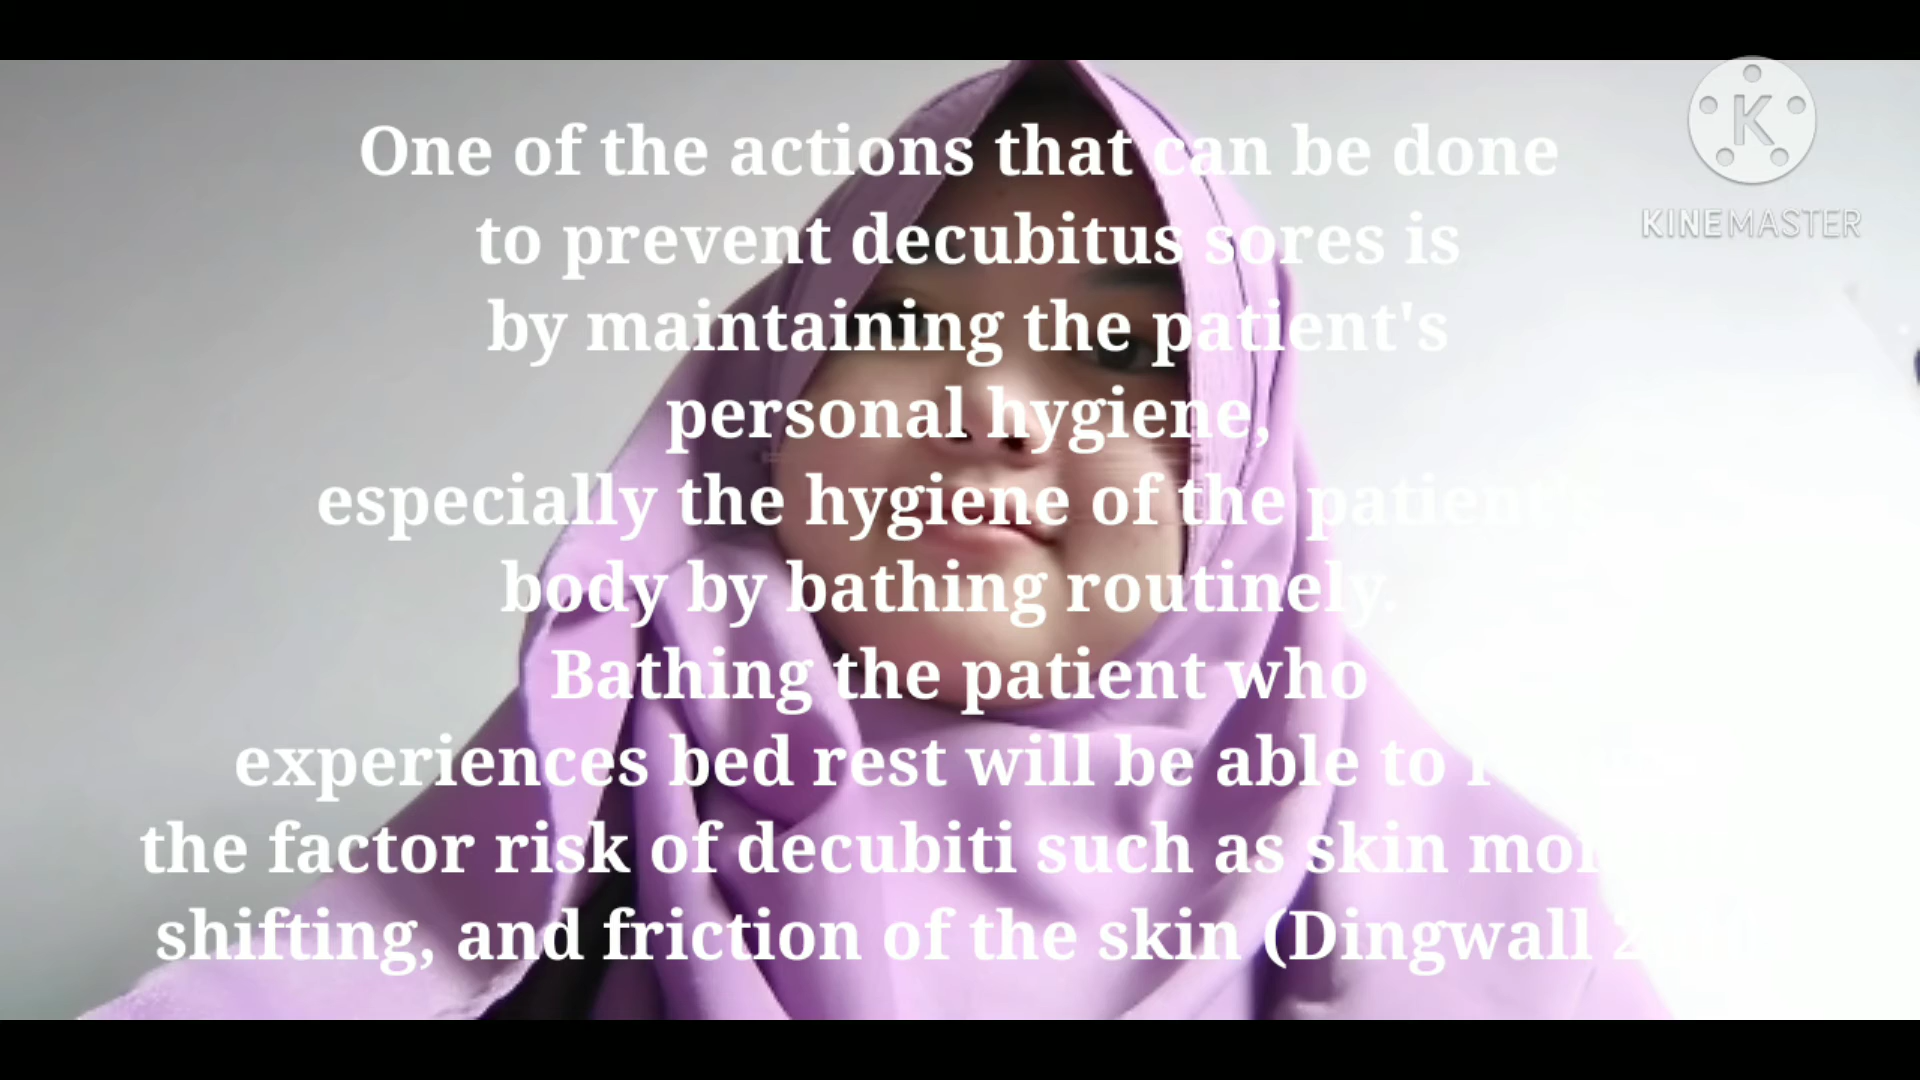 One of the actions that can be done
to prevent decubitus sores is
by maintaining the patient's
personal hygiene,
especially the hygiene of the
body by bathing routinely.
Bathing the patient who
experiences bed rest will be able to
the factor risk of decubiti such as skin
shifting, and friction of the skin (Dingwall
KINEMASTER